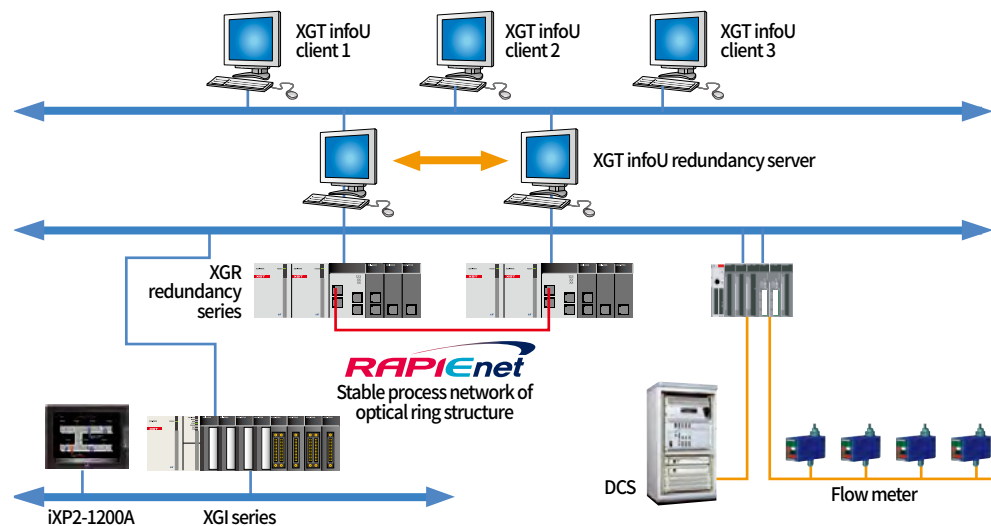 XGT infoU
client 1
XGT infoU
client 2
XGT infoU
client 3
XGT infoU redundancy server
XGR
redundancy
series
RAPIEnet
Stable process network of
optical ring structure
iXP2-1200A
XGI series
DCS
Flow meter